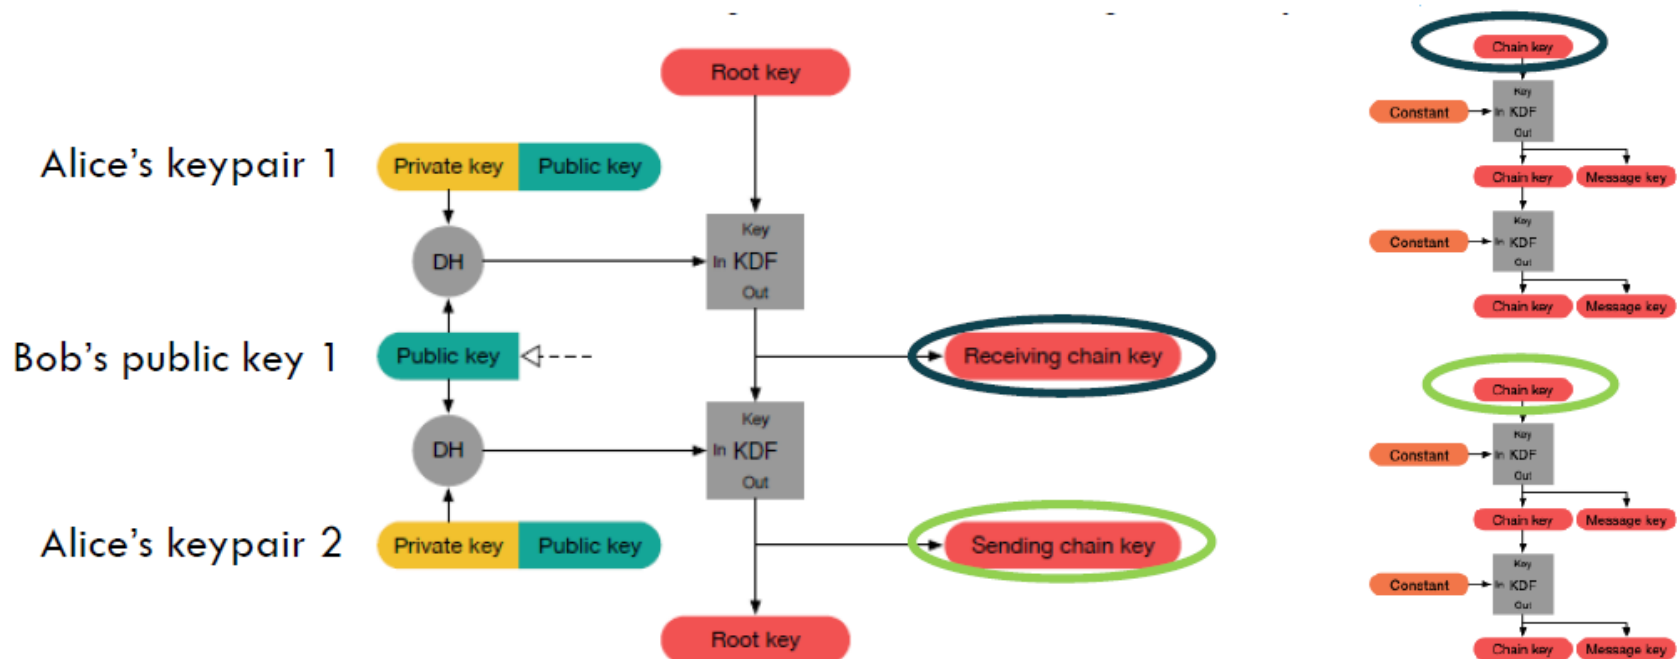 Root key
Alice's keypair 1
Private key
Public key
Key
In KDF
Out
DH
Bob's public key 1
Public key
Receiving chain key
Key
In KDF
Out
DH
Alice's keypair 2
Private key
Public key
Sending chain key
Root key
Chain key
Key
Constant
In KDF
Out
Chain key
Message key
Key
Constant
In KDF
Out
Chain key
Message key
Chain key
Key
Constant
In KDF
Out
Chain key
Message key
Key
Constant
In KDF
Out
Chain key
Message key